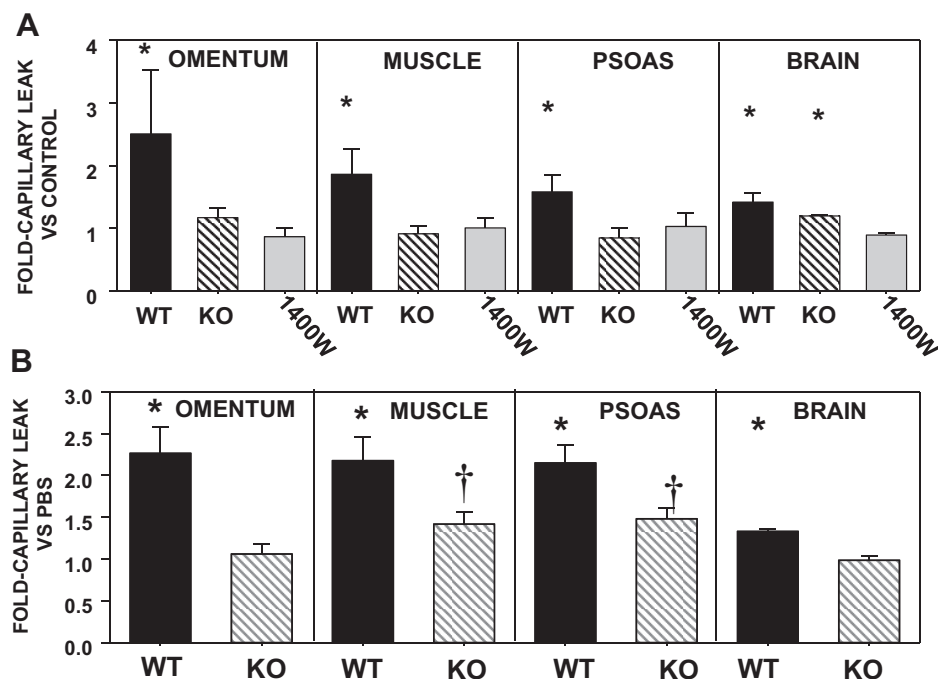 A
FOLD-CAPILLARY LEAK
VS CONTROL
4
3
2
1
0
* OMENTUM
MUSCLE
PSOAS
BRAIN
*
*
*
*
WT KO 1400W WT KO 1400W WT KO 1400W WT KO 1400W
B
FOLD-CAPILLARY LEAK
VS PBS
3.0
2.5
2.0
1.5
1.0
0.5
0.0
* OMENTUM
* MUSCLE
* PSOAS
* BRAIN
†
†
WT KO WT KO WT KO WT KO